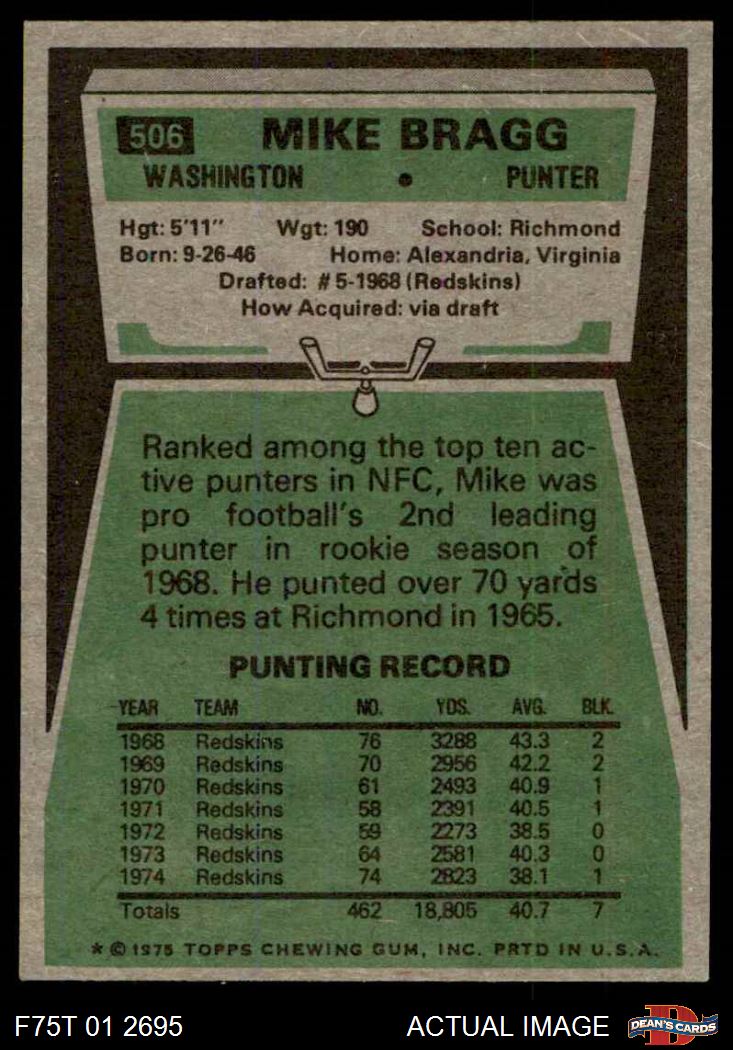 506 MIKE BRAGG
WASHINGTON • PUNTER
Hgt: 5'11" Wgt: 190 School: Richmond
Born: 9-26-46 Home: Alexandria, Virginia
Drafted: #5-1968 (Redskins)
How Acquired: via draft
Ranked among the top ten ac-
tive punters in NFC, Mike was
pro football's 2nd leading
punter in rookie season of
1968. He punted over 70 yards
4 times at Richmond in 1965.
PUNTING RECORD
YEAR TEAM NO. YDS. AVG. BLK.
1968 Redskins 76 3288 43.3 2
1969 Redskins 70 2956 42.2 2
1970 Redskins 61 2493 40.9 1
1971 Redskins 58 2391 40.5 1
1972 Redskins 59 2273 38.5 0
1973 Redskins 64 2581 40.3 0
1974 Redskins 74 2823 38.1 1
Totals 462 18,805 40.7 7
* © 1975 TOPPS CHEWING GUM, INC. PRTD IN U.S.A.
F75T 01 2695 ACTUAL IMAGE D DEAN'S CARDS